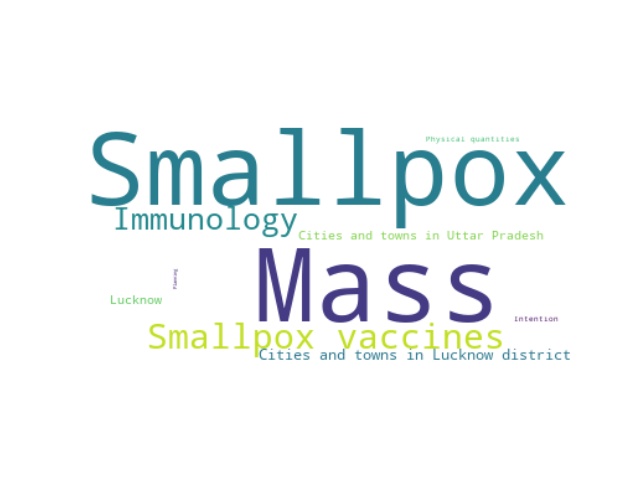 Physical quantities
Smallpox
Immunology
Cities and towns in Uttar Pradesh
Mass
Planning
Lucknow
Intention
Smallpox vaccines
Cities and towns in Lucknow district